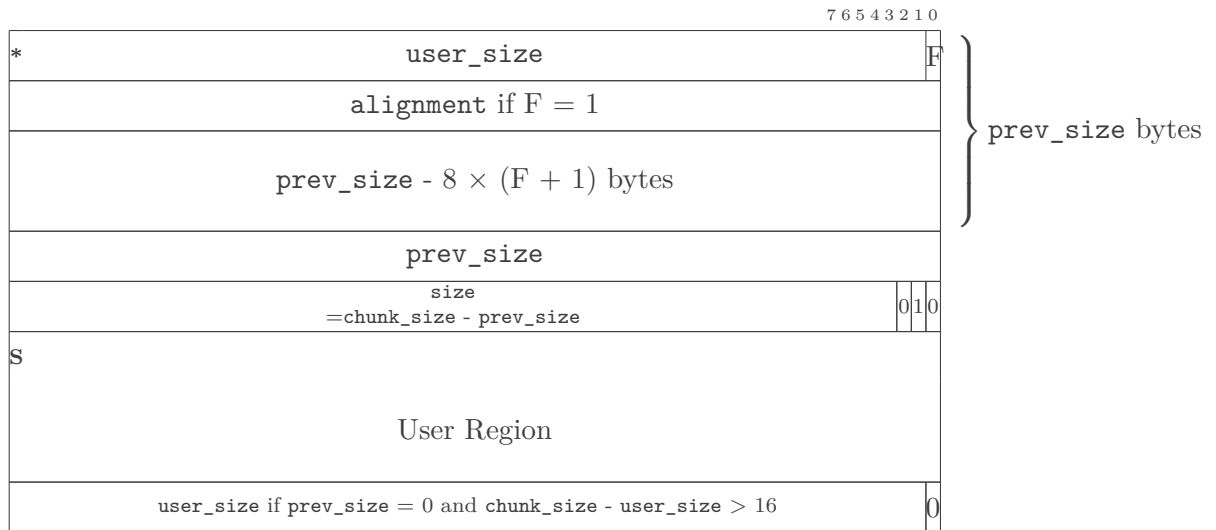 7 6 5 4 3 2 1 0
* user_size F
alignment if F = 1
prev_size bytes
prev_size - 8 × (F + 1) bytes
prev_size
size
=chunk_size - prev_size 0 1 0
s
User Region
user_size if prev_size = 0 and chunk_size - user_size > 16 0